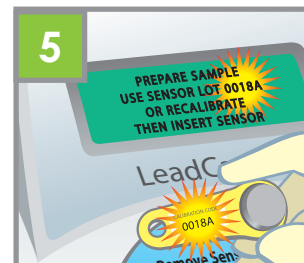 5
PREPARE SAMPLE
USE SENSOR LOT 0018A
OR RECALIBRATE
THEN INSERT SENSOR
LeadC
CALIBRATION CODE
0018A
Remove Sens